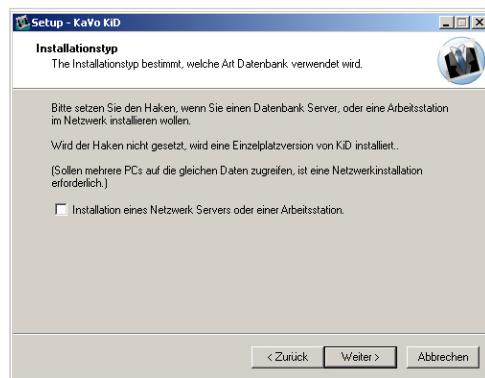 Setup - KaVo KiD
Installationstyp
The Installationstyp bestimmt, welche Art Datenbank verwendet wird.
Bitte setzen Sie den Haken, wenn Sie einen Datenbank Server, oder eine Arbeitsstation
im Netzwerk installieren wollen.
Wird der Haken nicht gesetzt, wird eine Einzelplatzversion von KiD installiert..
(Sollen mehrere PCs auf die gleichen Daten zugreifen, ist eine Netzwerkinstallation
erforderlich.)
Installation eines Netzwerk Servers oder einer Arbeitsstation.
< Zurück
Weiter >
Abbrechen